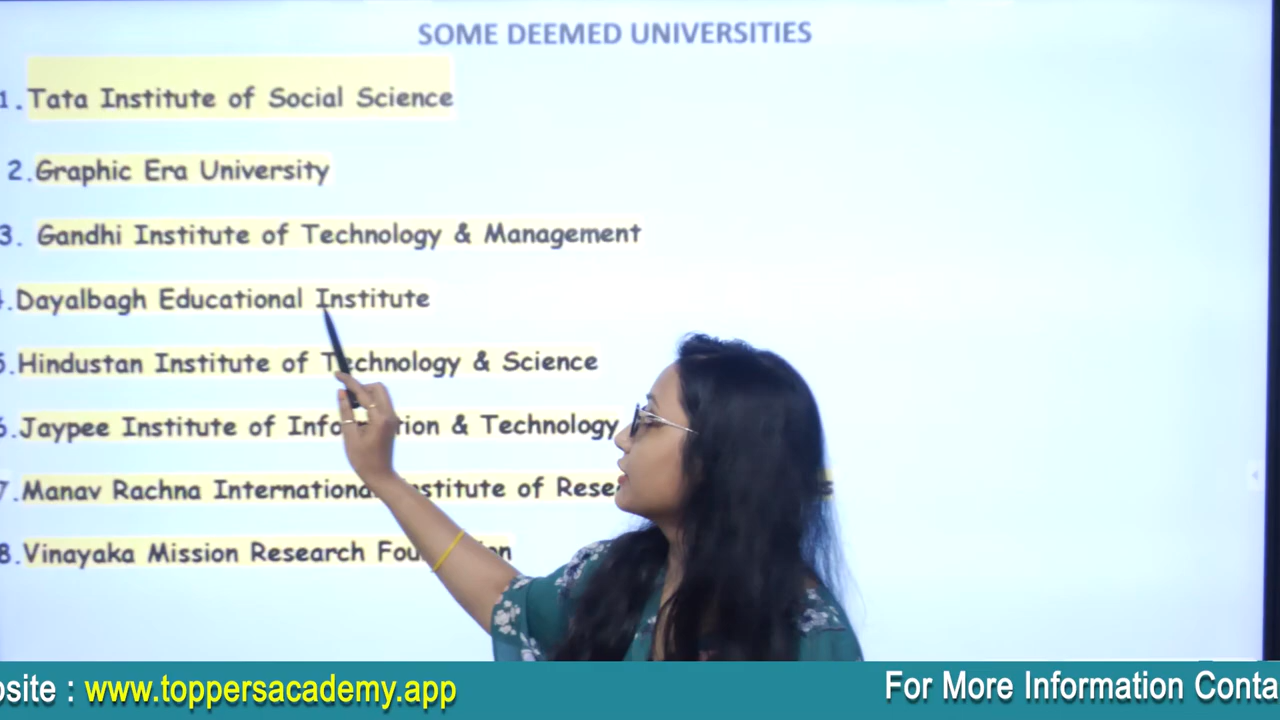 SOME DEEMED UNIVERSITIES
1. Tata Institute of Social Science
2. Graphic Era University
3. Gandhi Institute of Technology & Management
.Dayalbagh Educational Institute
5. Hindustan Institute of Technology & Science
6. Jaypee Institute of & Technology
7. Manav Rachna of
8. Vinayaka Mission Research
: www.toppersacademy.app
For More Information